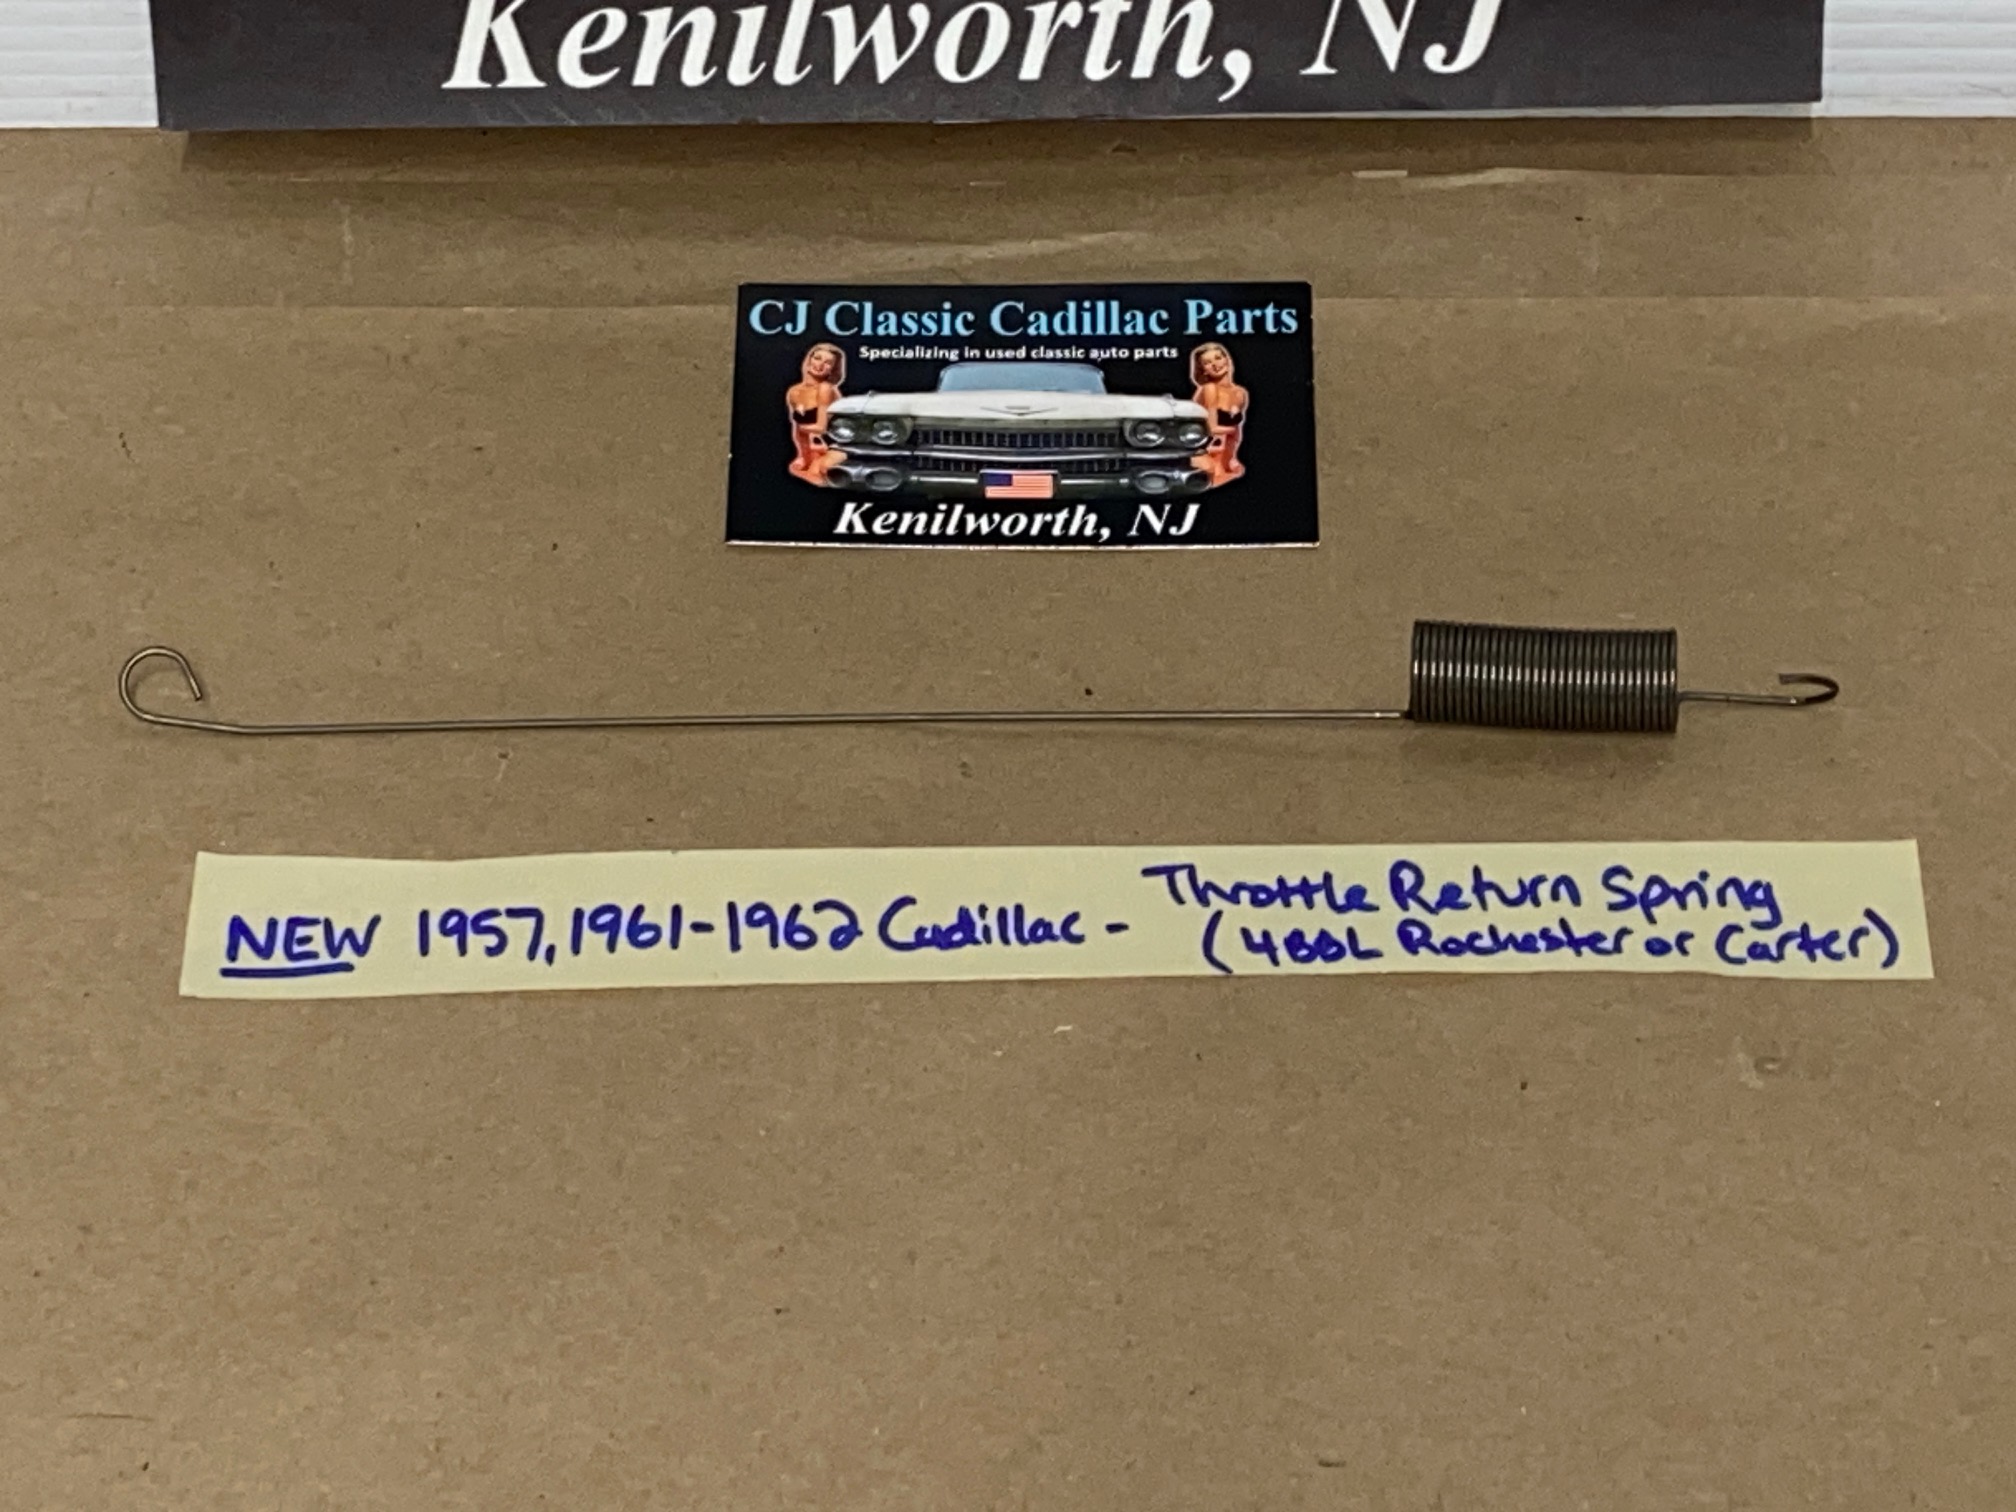 Kenilworth, NJ
CJ Classic Cadillac Parts
Specializing in used classic auto parts
Kenilworth, NJ
NEW 1957, 1961-1962 Cadillac - Throttle Return Spring
(4BBL Rochester or Carter)